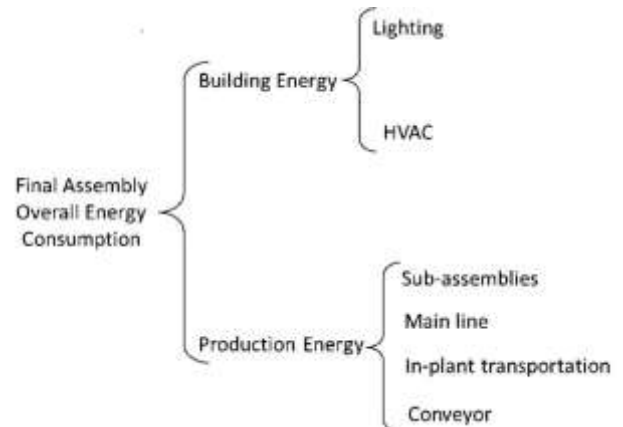 Lighting
Building Energy
HVAC
Final Assembly
Overall Energy
Consumption
Sub-assemblies
Main line
Production Energy
In-plant transportation
Conveyor